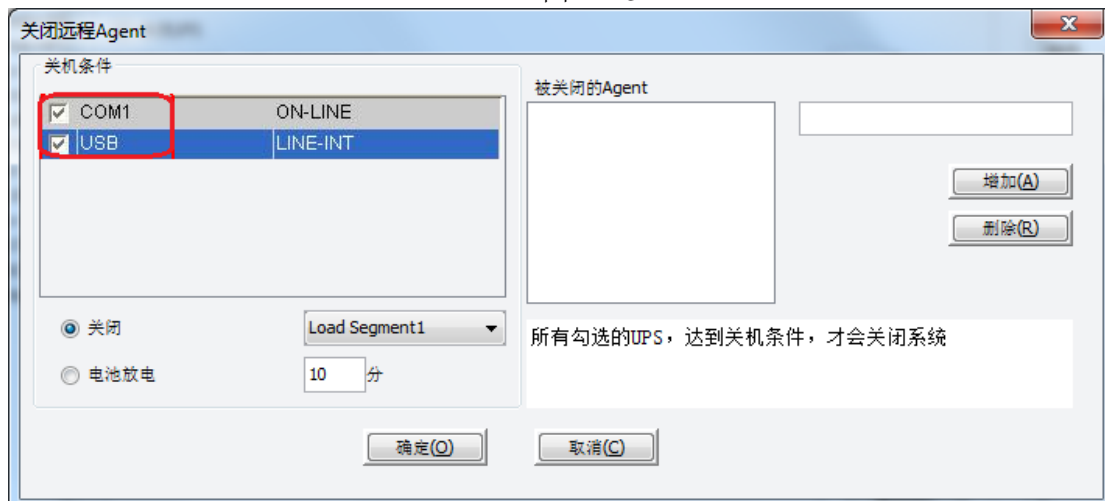 关闭远程Agent
关机条件
COM1 ON-LINE
USB LINE-INT
关闭 Load Segment1
电池放电 10 分
被关闭的Agent
增加(A)
删除(R)
所有勾选的UPS，达到关机条件，才会关闭系统
确定(O) 取消(C)